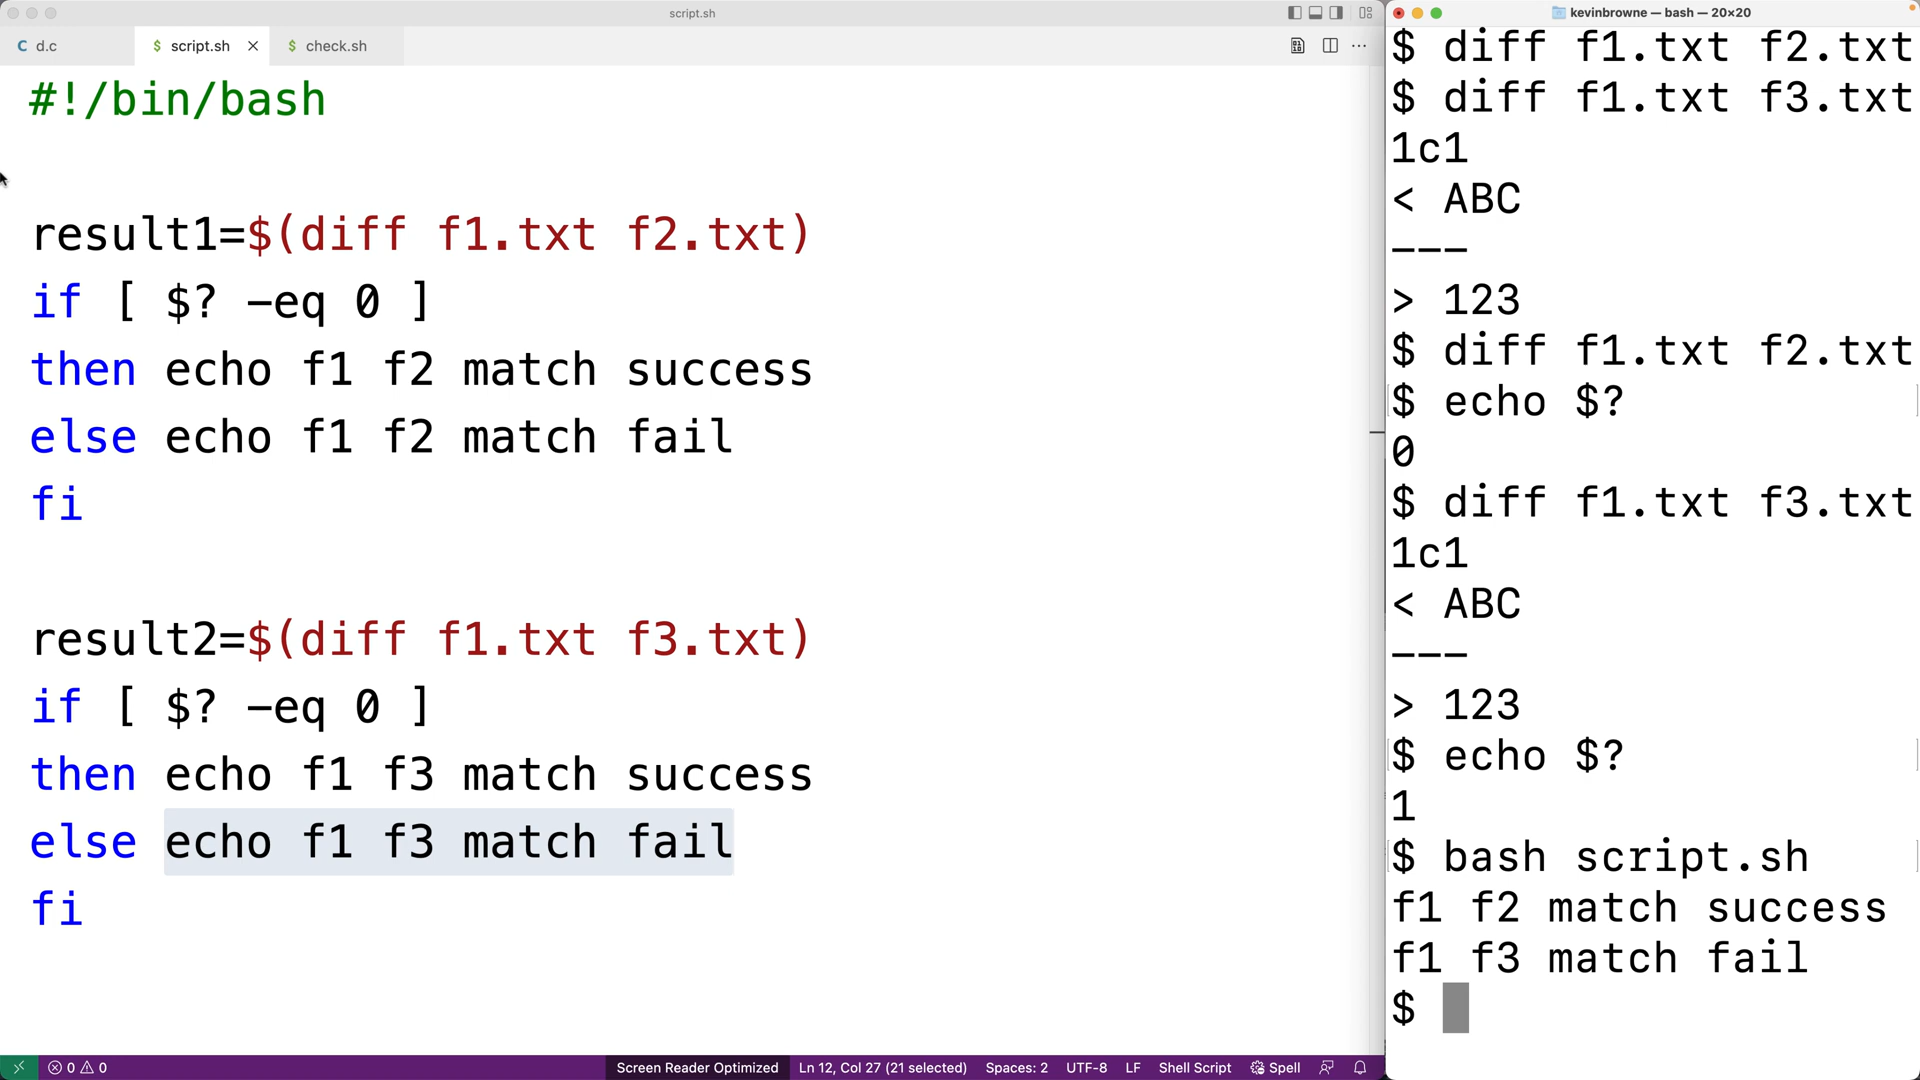 script.sh
d.c
script.sh
check.sh
#!/bin/bash
result1=$(diff f1.txt f2.txt)
if [ $? -eq 0 ]
then echo f1 f2 match success
else echo f1 f2 match fail
fi
result2=$(diff f1.txt f3.txt)
if [ $? -eq 0 ]
then echo f1 f3 match success
else echo f1 f3 match fail
fi
0 0
Screen Reader Optimized
Ln 12, Col 27 (21 selected)
Spaces: 2
UTF-8
LF
Shell Script
Spell
kevinbrowne — bash — 20×20
$ diff f1.txt f2.txt
$ diff f1.txt f3.txt
1c1
< ABC
---
> 123
$ diff f1.txt f2.txt
$ echo $?
0
$ diff f1.txt f3.txt
1c1
< ABC
---
> 123
$ echo $?
1
$ bash script.sh
f1 f2 match success
f1 f3 match fail
$